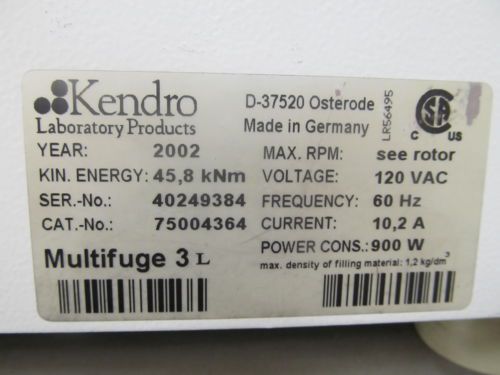 Kendro
Laboratory Products
D-37520 Osterode
Made in Germany
LR56495
CSA
C US
YEAR: 2002
KIN. ENERGY: 45,8 kNm
SER.-No.: 40249384
CAT.-No.: 75004364
MAX. RPM: see rotor
VOLTAGE: 120 VAC
FREQUENCY: 60 Hz
CURRENT: 10,2 A
POWER CONS.: 900 W
max. density of filling material: 1,2 kg/dm³
Multifuge 3 L